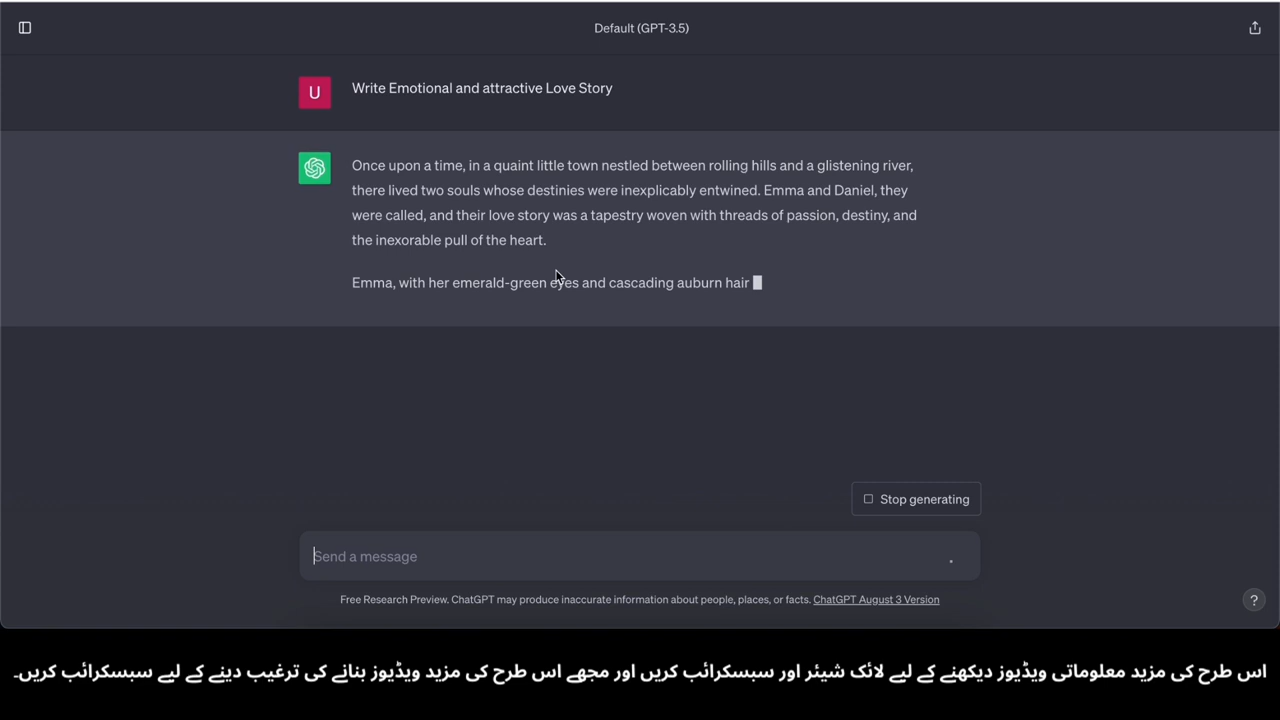 Default (GPT-3.5)
U
Write Emotional and attractive Love Story
Once upon a time, in a quaint little town nestled between rolling hills and a glistening river,
there lived two souls whose destinies were inexplicably entwined. Emma and Daniel, they
were called, and their love story was a tapestry woven with threads of passion, destiny, and
the inexorable pull of the heart.
Emma, with her emerald-green eyes and cascading auburn hair
Stop generating
Send a message
Free Research Preview. ChatGPT may produce inaccurate information about people, places, or facts. ChatGPT August 3 Version
?
اس طرح کی مزید معلوماتی ویڈیوز دیکھنے کے لیے لائک شیئر اور سبسکرائب کریں اور مجھے اس طرح کی مزید ویڈیوز بنانے کی ترغیب دینے کے لیے سبسکرائب کریں۔